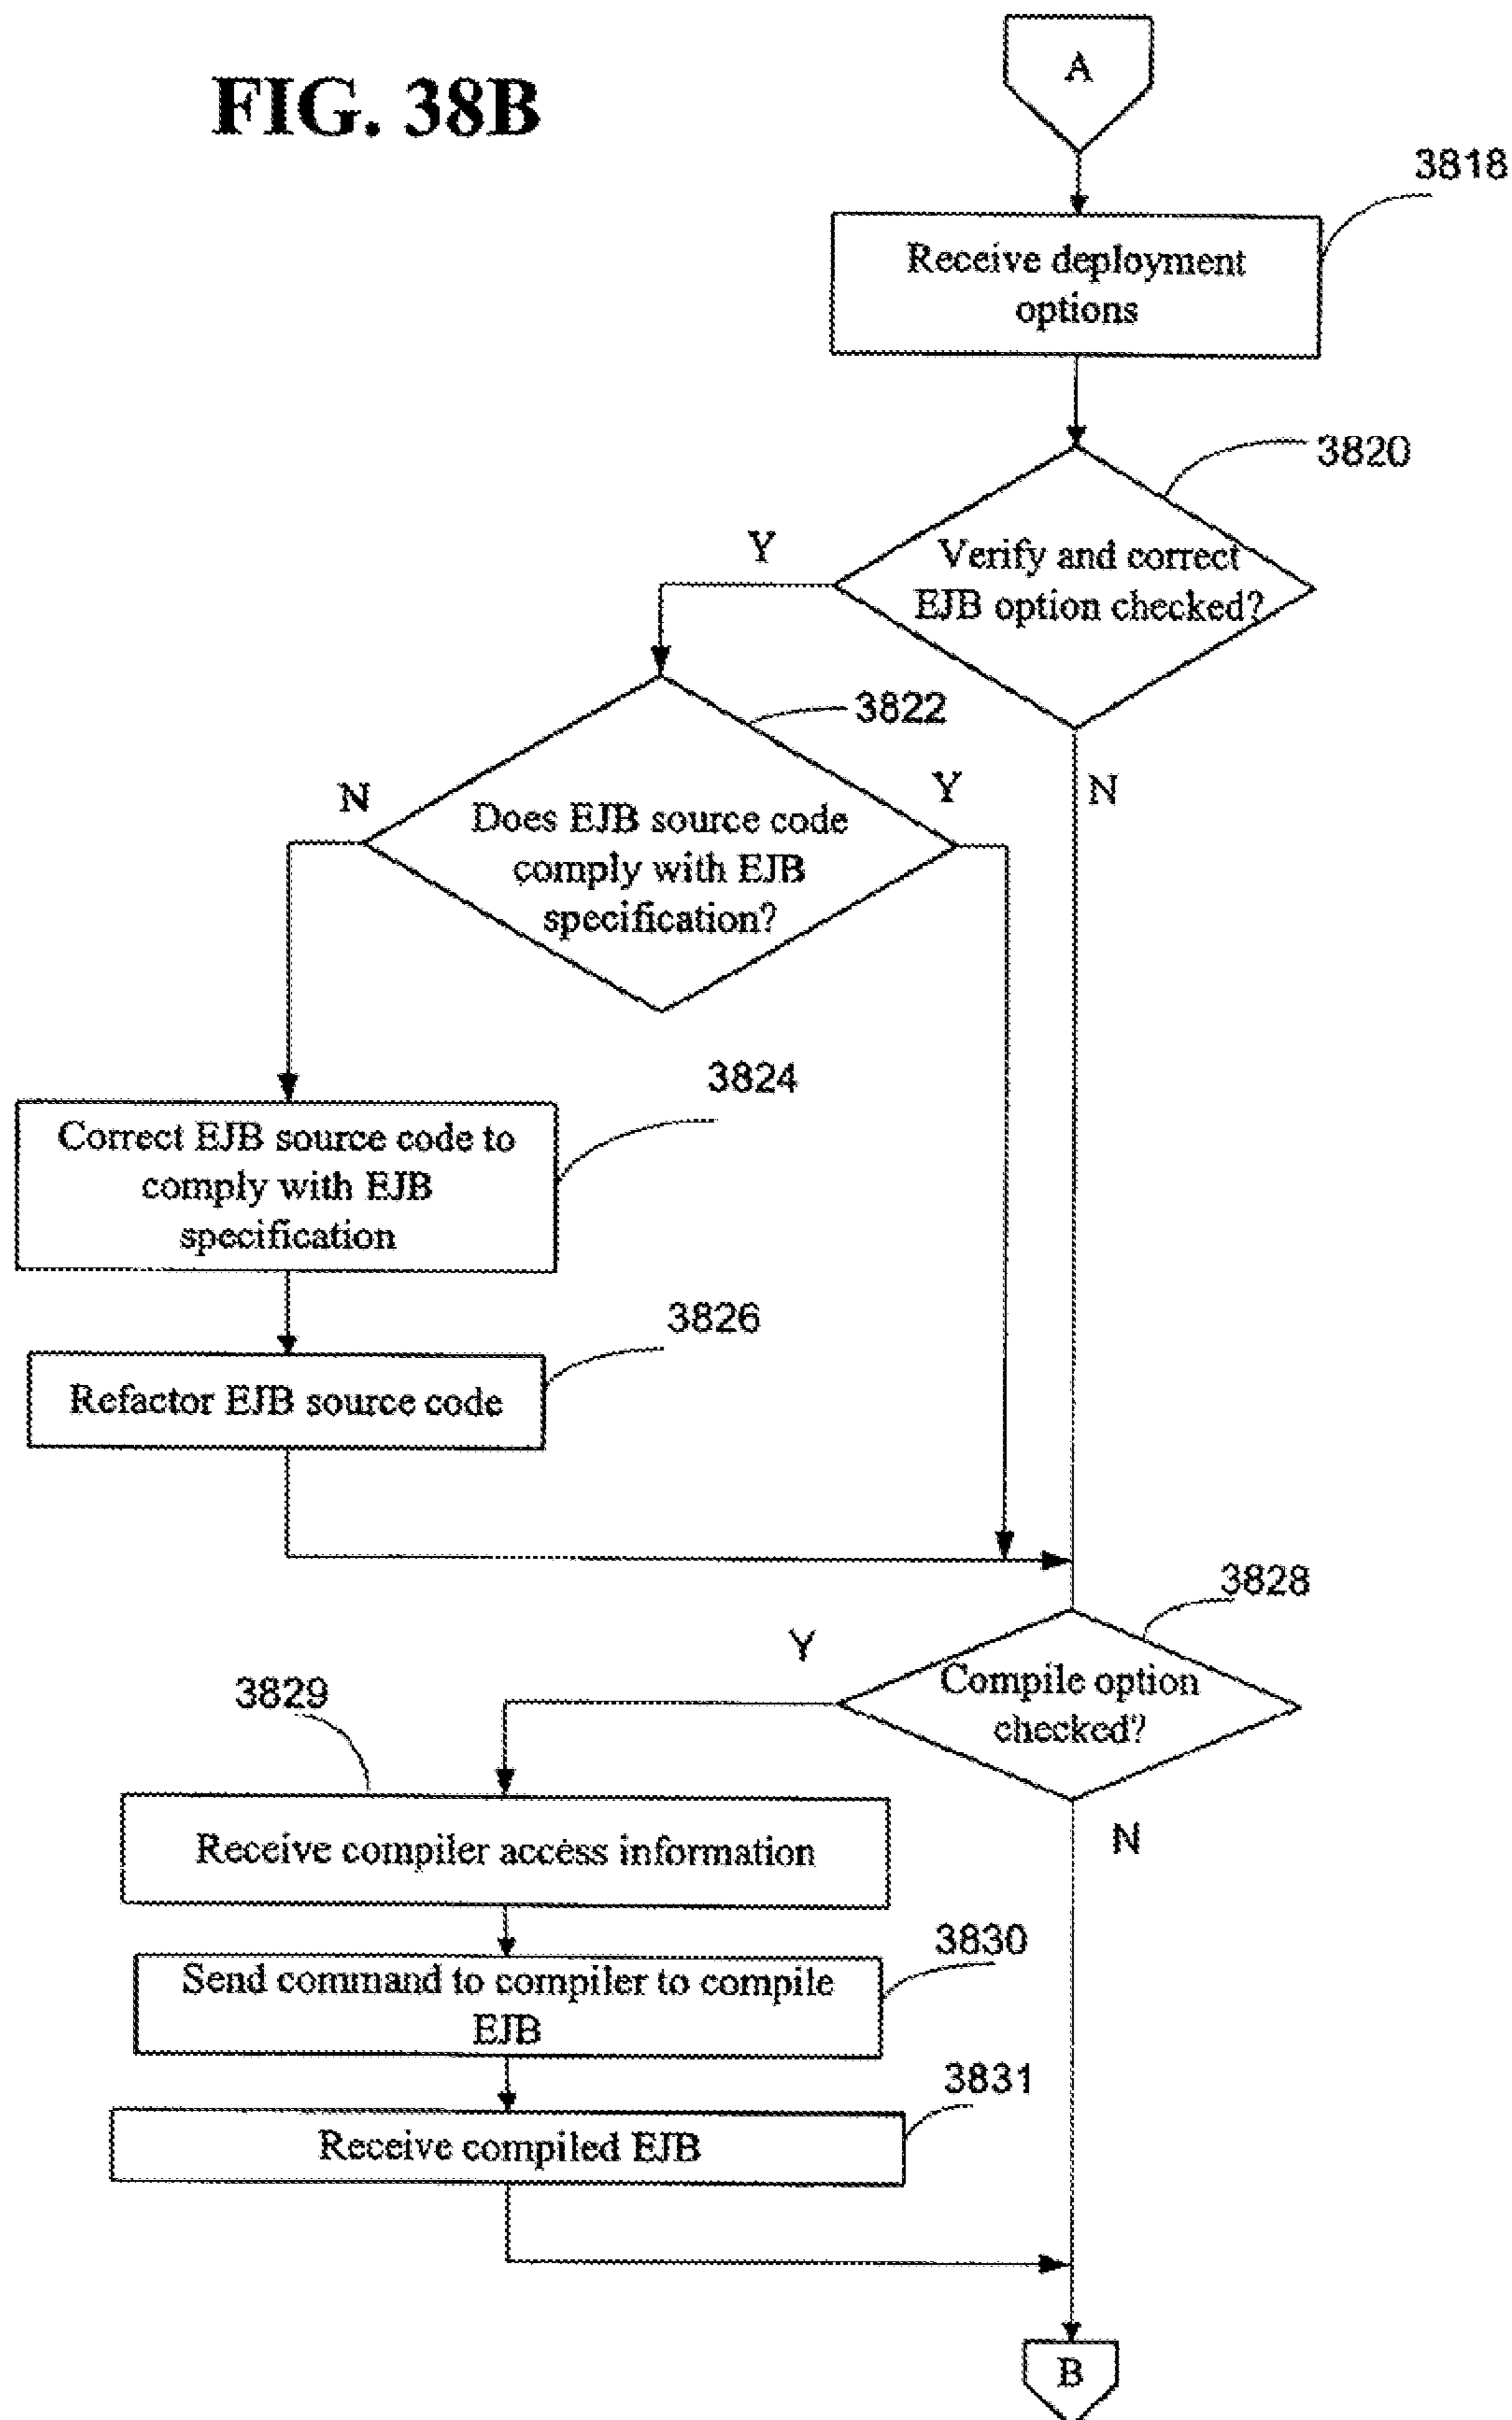 FIG. 38B
A
3818
Receive deployment
options
3820
Y
Verify and correct
EJB option checked?
3822
N
Y
N
Does EJB source code
comply with EJB
specification?
3824
Correct EJB source code to
comply with EJB
specification
3826
Refactor EJB source code
3828
Y
Compile option
checked?
3829
N
Receive compiler access information
3830
Send command to compiler to compile
EJB
3831
Receive compiled EJB
B